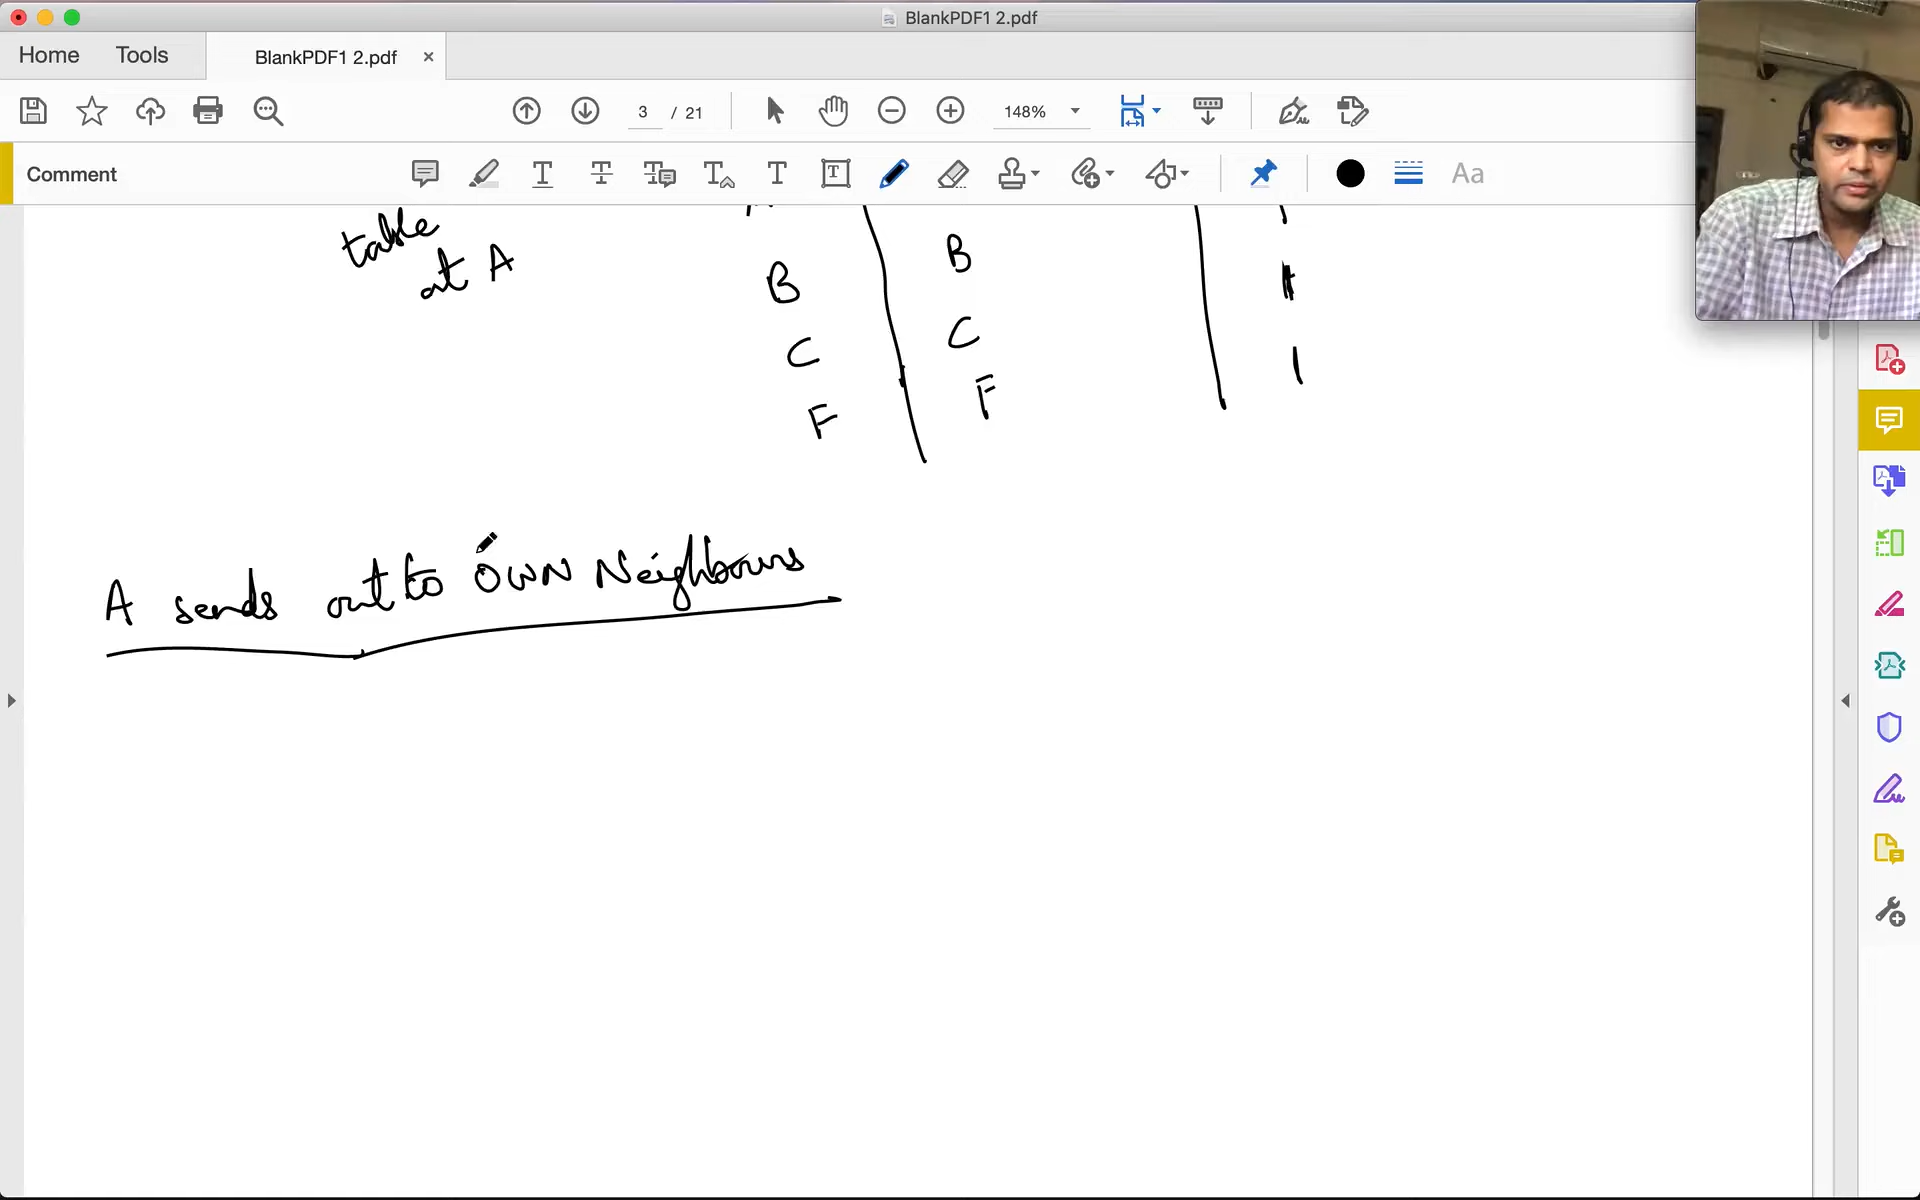 BlankPDF1 2.pdf
Home Tools BlankPDF1 2.pdf ×
3 / 21 148%
Comment Aa
table
at A
B B
C C 1
F F
A sends out to OWN Neighbours